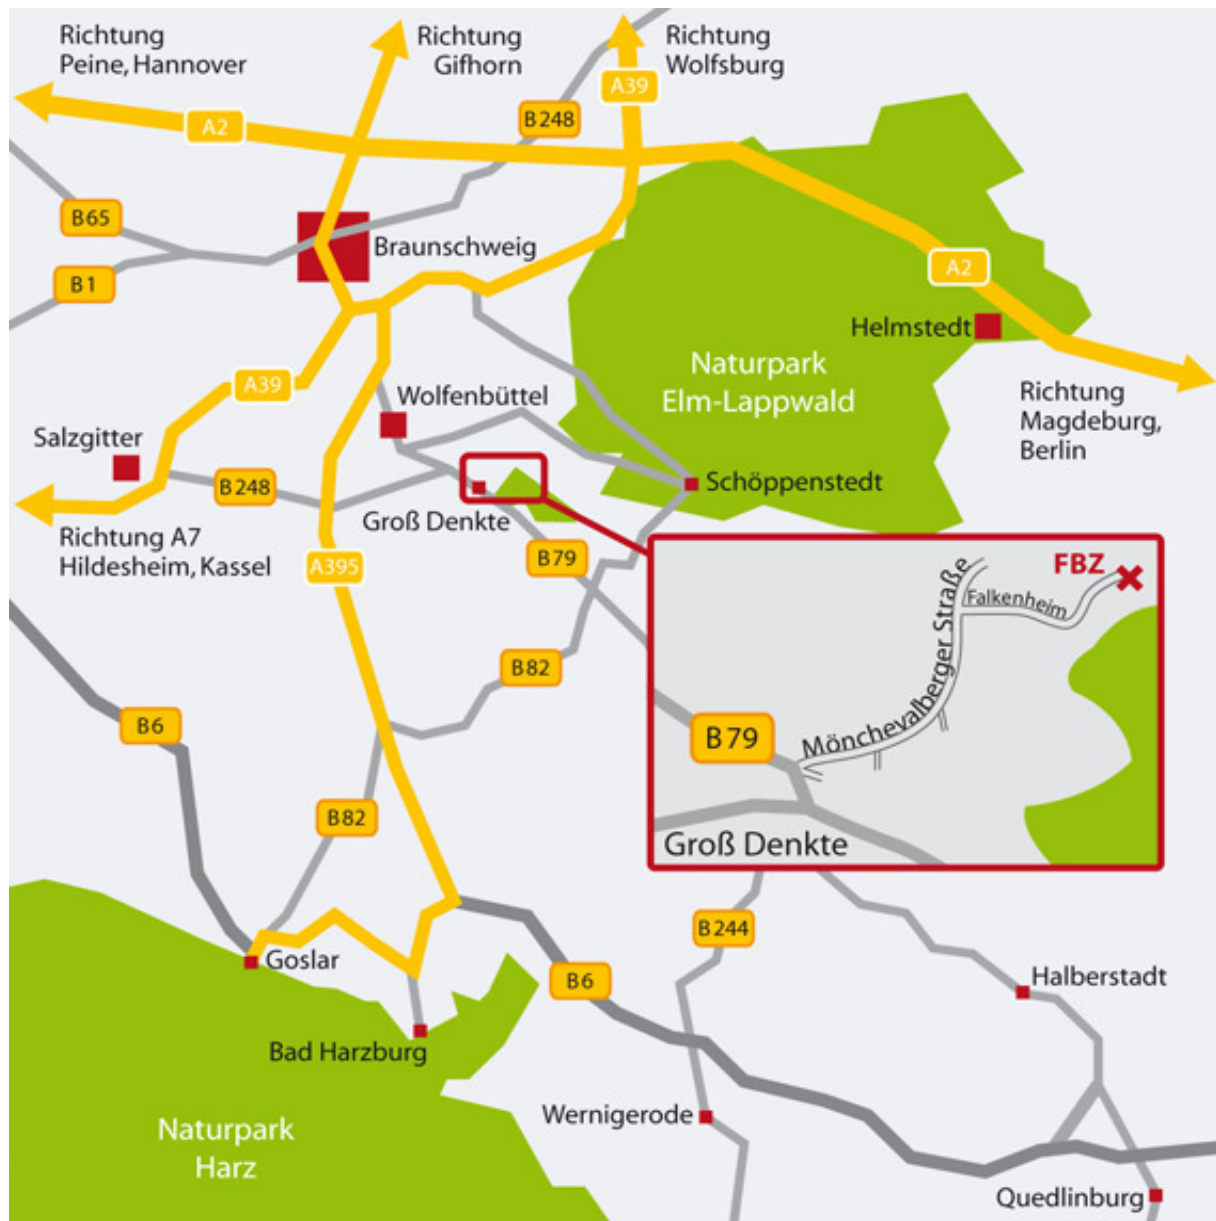 Richtung
Peine, Hannover
Richtung
Gifhorn
Richtung
Wolfsburg
A39
A2
B248
B65
Braunschweig
A2
B1
Helmstedt
Naturpark
Elm-Lappwald
A39
Wolfenbüttel
Richtung
Magdeburg,
Berlin
Salzgitter
B248
Schöppenstedt
Groß Denkte
Richtung A7
Hildesheim, Kassel
A395
B79
FBZ
Falkenheim
Mönchevalberger Straße
B82
B6
B79
B82
Groß Denkte
B244
Goslar
B6
Halberstadt
Bad Harzburg
Wernigerode
Naturpark
Harz
Quedlinburg